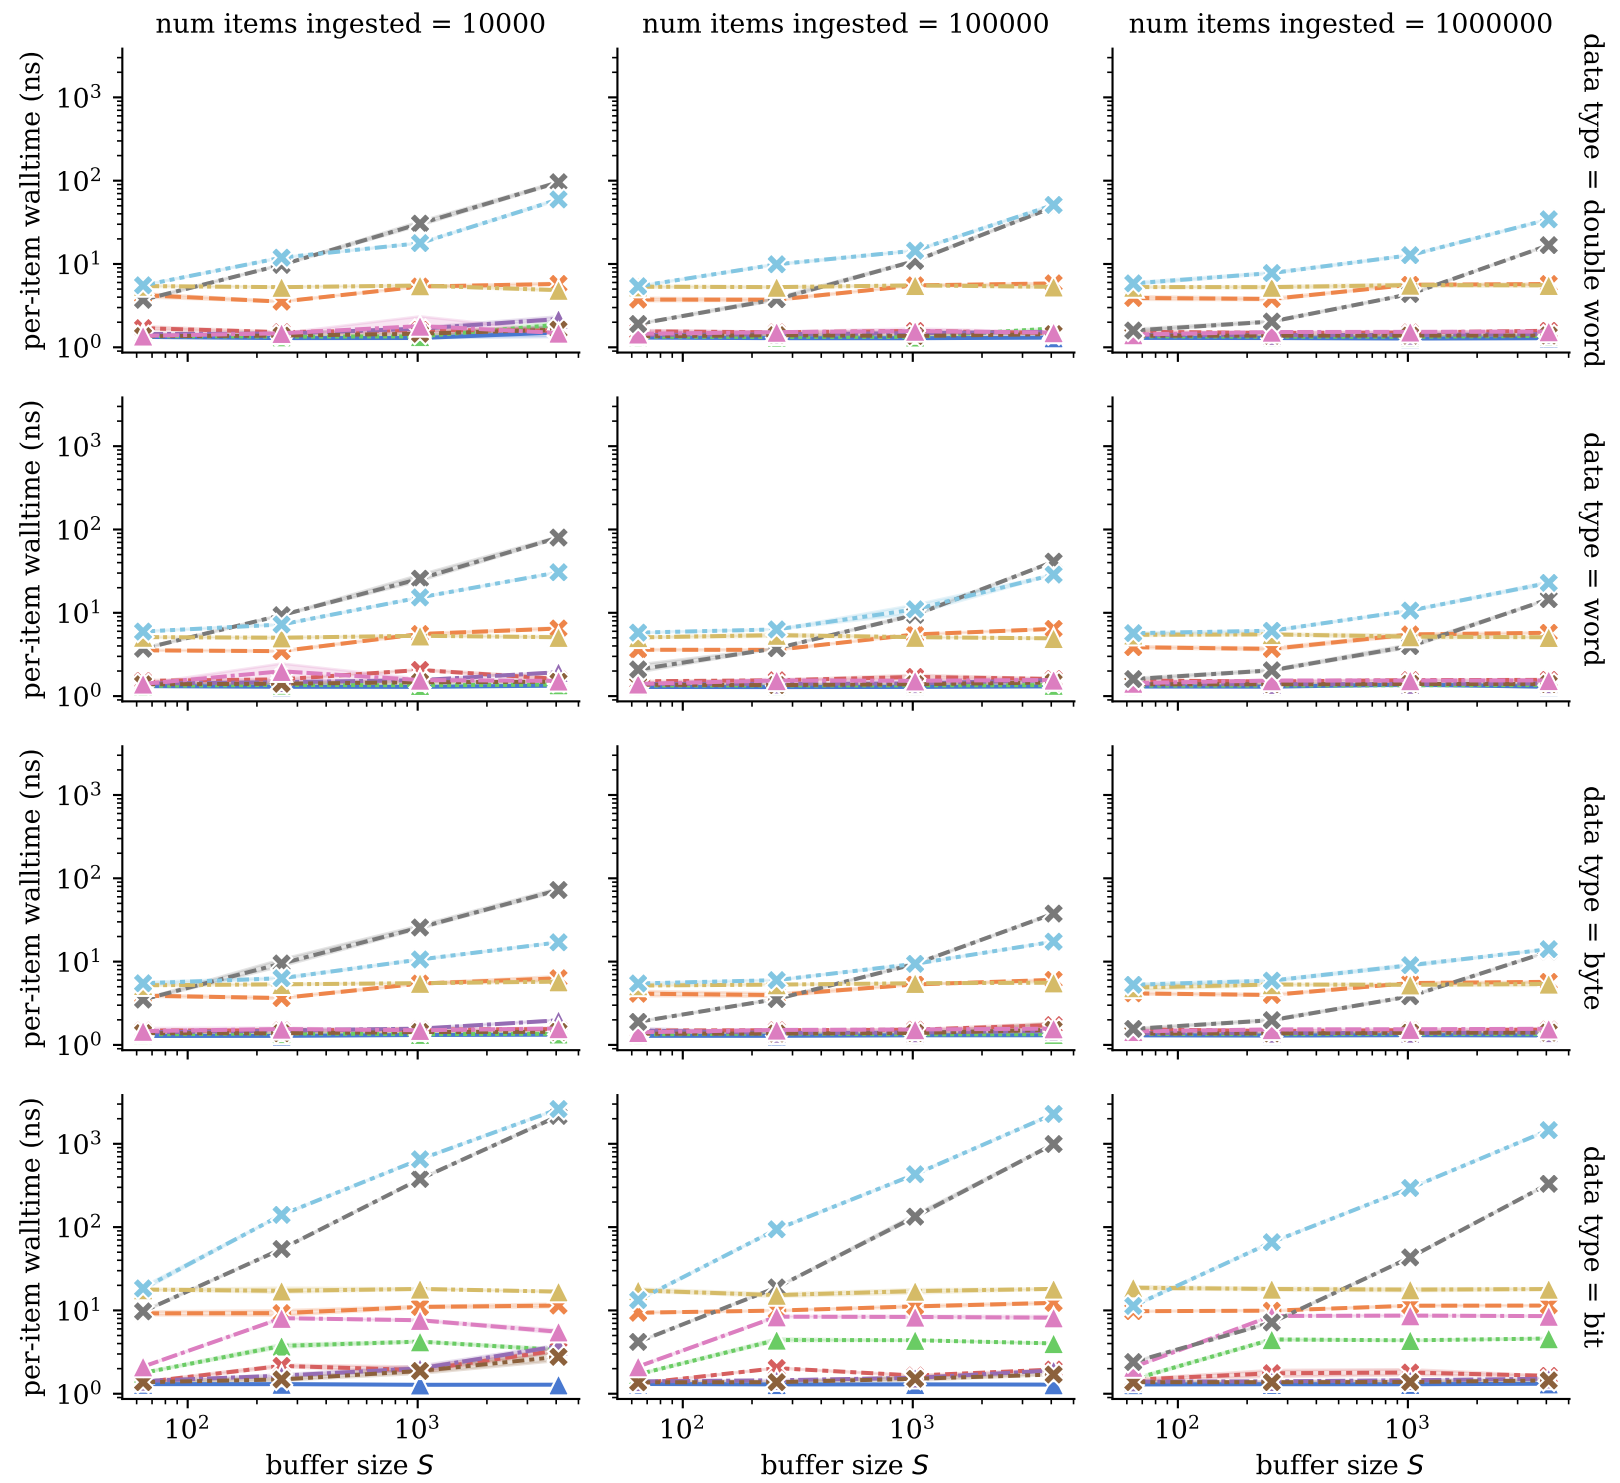 num items ingested = 10000
num items ingested = 100000
num items ingested = 1000000
per-item walltime (ns)
10³
10²
10¹
10⁰
data type = double word
per-item walltime (ns)
10³
10²
10¹
10⁰
data type = word
per-item walltime (ns)
10³
10²
10¹
10⁰
data type = byte
per-item walltime (ns)
10³
10²
10¹
10⁰
data type = bit
10² 10³
10² 10³
10² 10³
buffer size S
buffer size S
buffer size S